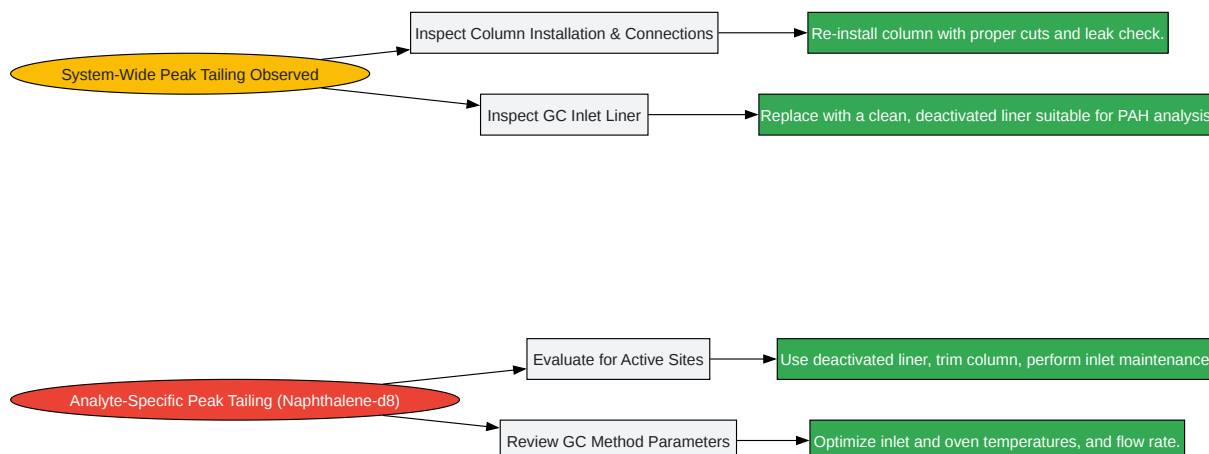 Inspect Column Installation & Connections
Re-install column with proper cuts and leak check.
System-Wide Peak Tailing Observed
Inspect GC Inlet Liner
Replace with a clean, deactivated liner suitable for PAH analysis
Evaluate for Active Sites
Use deactivated liner, trim column, perform inlet maintenance
Analyte-Specific Peak Tailing (Naphthalene-d8)
Review GC Method Parameters
Optimize inlet and oven temperatures, and flow rate.